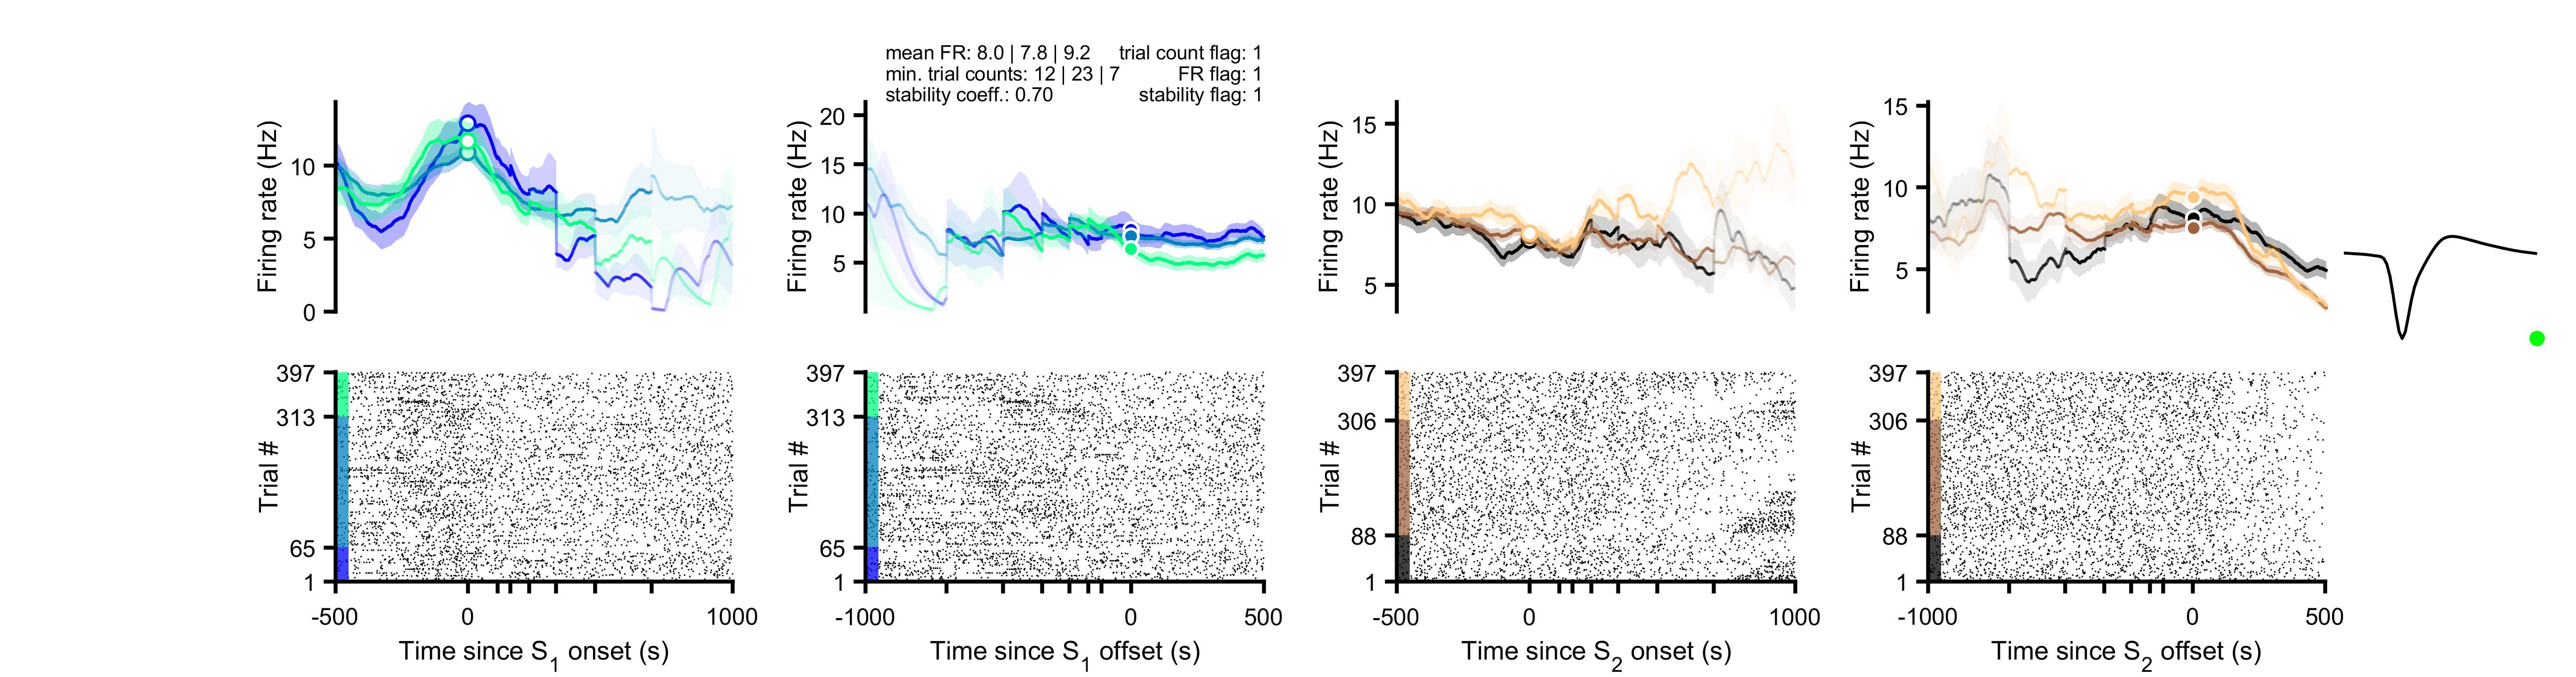 mean FR: 8.0 | 7.8 | 9.2 trial count flag: 1
min. trial counts: 12 | 23 | 7 FR flag: 1
stability coeff.: 0.70 stability flag: 1
Firing rate (Hz)
10
5
0
Firing rate (Hz)
20
15
10
5
Firing rate (Hz)
15
10
5
Firing rate (Hz)
15
10
5
Trial #
397
313
65
1
-500 0 1000
Time since S1 onset (s)
Trial #
397
313
65
1
-1000 0 500
Time since S1 offset (s)
Trial #
397
306
88
1
-500 0 1000
Time since S2 onset (s)
Trial #
397
306
88
1
-1000 0 500
Time since S2 offset (s)